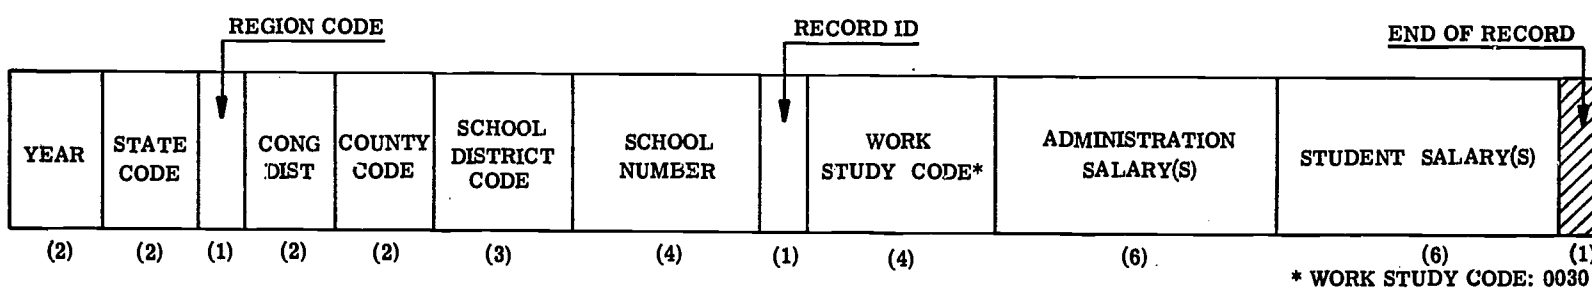 REGION CODE
RECORD ID
END OF RECORD
YEAR
STATE
CODE
CONG
DIST
COUNTY
CODE
SCHOOL
DISTRICT
CODE
SCHOOL
NUMBER
WORK
STUDY CODE*
ADMINISTRATION
SALARY(S)
STUDENT SALARY(S)
(2) (2) (1) (2) (2) (3) (4) (1) (4) (6) (6) (1)
* WORK STUDY CODE: 0030